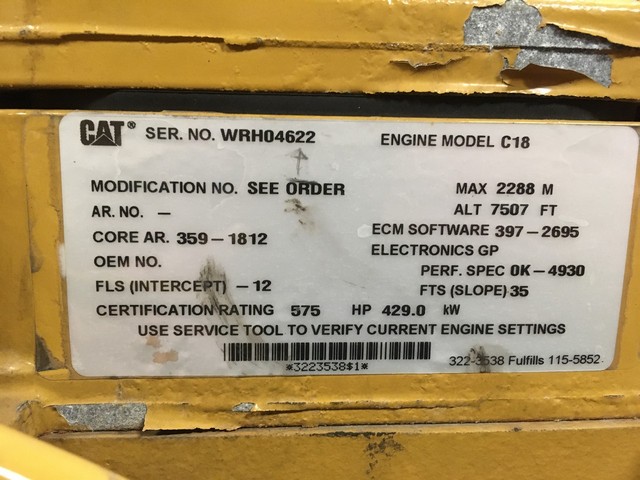 CAT® SER. NO. WRH04622 ENGINE MODEL C18
MODIFICATION NO. SEE ORDER MAX 2288 M
AR. NO. – ALT 7507 FT
CORE AR. 359-1812 ECM SOFTWARE 397-2695
OEM NO. ELECTRONICS GP
PERF. SPEC 0K-4930
FLS (INTERCEPT) -12 FTS (SLOPE) 35
CERTIFICATION RATING 575 HP 429.0 kW
USE SERVICE TOOL TO VERIFY CURRENT ENGINE SETTINGS
*3223538$1* 322-3538 Fulfills 115-5852